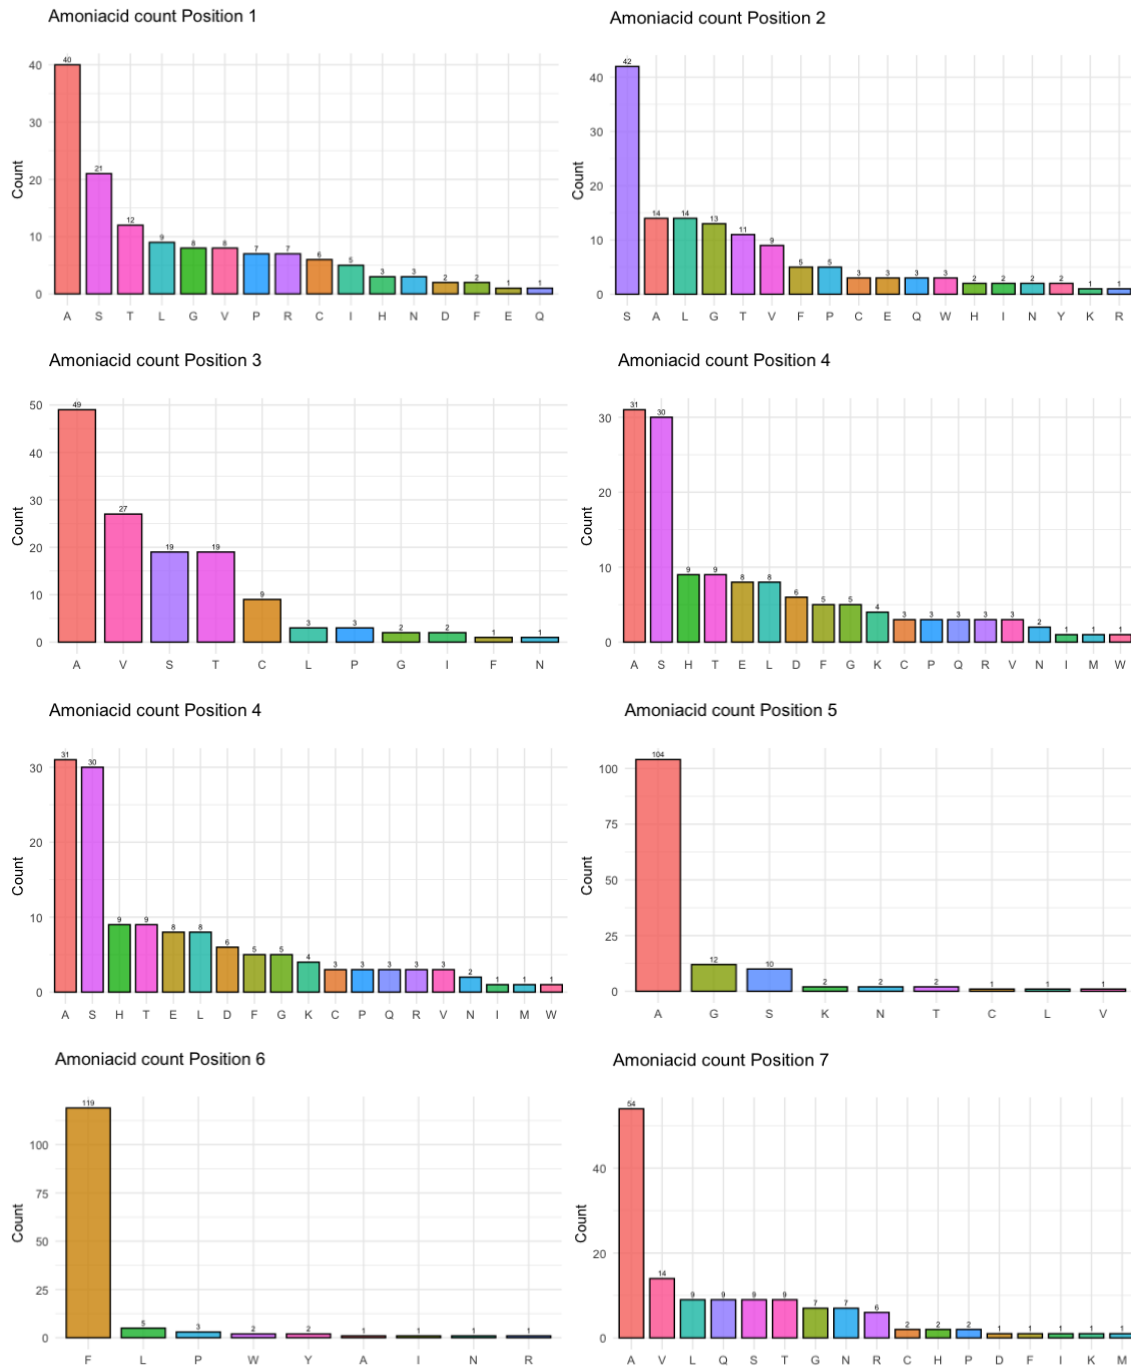 Amoniacid count Position 1
Count
40
30
20
10
0
40 21 12 9 8 8 7 7 6 5 3 3 2 2 1 1
A S T L G V P R C I H N D F E Q
Amoniacid count Position 2
Count
40
30
20
10
0
42 14 14 13 11 9 5 5 3 3 3 3 2 2 2 2 1 1
S A L G T V F P C E Q W H I N Y K R
Amoniacid count Position 3
Count
50
40
30
20
10
0
49 27 19 19 9 3 3 2 2 1 1
A V S T C L P G I F N
Amoniacid count Position 4
Count
30
20
10
0
31 30 9 9 8 8 6 5 5 4 3 3 3 3 3 2 1 1 1
A S H T E L D F G K C P Q R V N I M W
Amoniacid count Position 4
Count
30
20
10
0
31 30 9 9 8 8 6 5 5 4 3 3 3 3 3 2 1 1 1
A S H T E L D F G K C P Q R V N I M W
Amoniacid count Position 5
Count
100
75
50
25
0
104 12 10 2 2 2 1 1 1
A G S K N T C L V
Amoniacid count Position 6
Count
100
75
50
25
0
119 5 3 2 2 1 1 1 1
F L P W Y A I N R
Amoniacid count Position 7
Count
40
20
0
54 14 9 9 9 9 7 7 6 2 2 2 1 1 1 1 1
A V L Q S T G N R C H P D F I K M